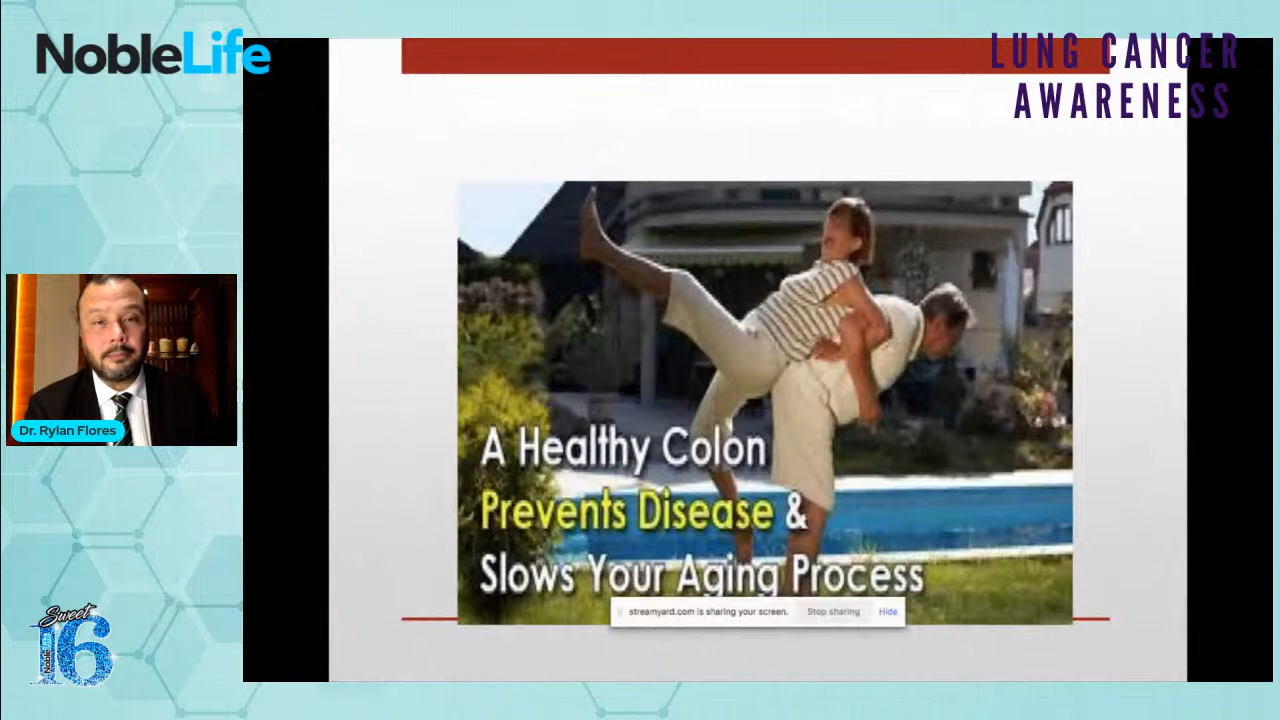 NobleLife
LUNG CANCER
AWARENESS
Dr. Rylan Flores
A Healthy Colon
Prevents Disease &
Slows Your Aging Process
streamyard.com is sharing your screen. Stop sharing Hide
Sweet
16
Noble